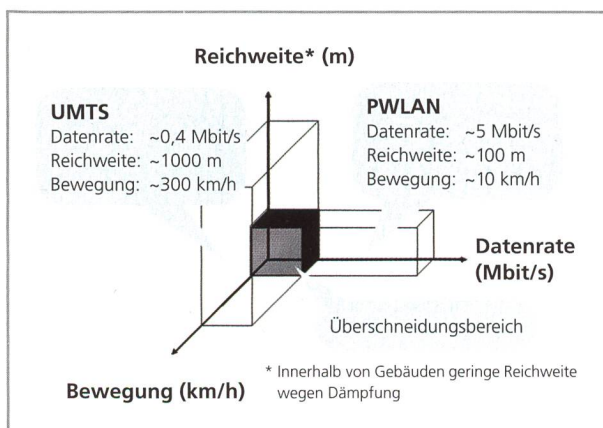 Reichweite* (m)
UMTS
Datenrate: ~0,4 Mbit/s
Reichweite: ~1000 m
Bewegung: ~300 km/h
PWLAN
Datenrate: ~5 Mbit/s
Reichweite: ~100 m
Bewegung: ~10 km/h
Datenrate
(Mbit/s)
Überschneidungsbereich
Bewegung (km/h)
* Innerhalb von Gebäuden geringe Reichweite
wegen Dämpfung